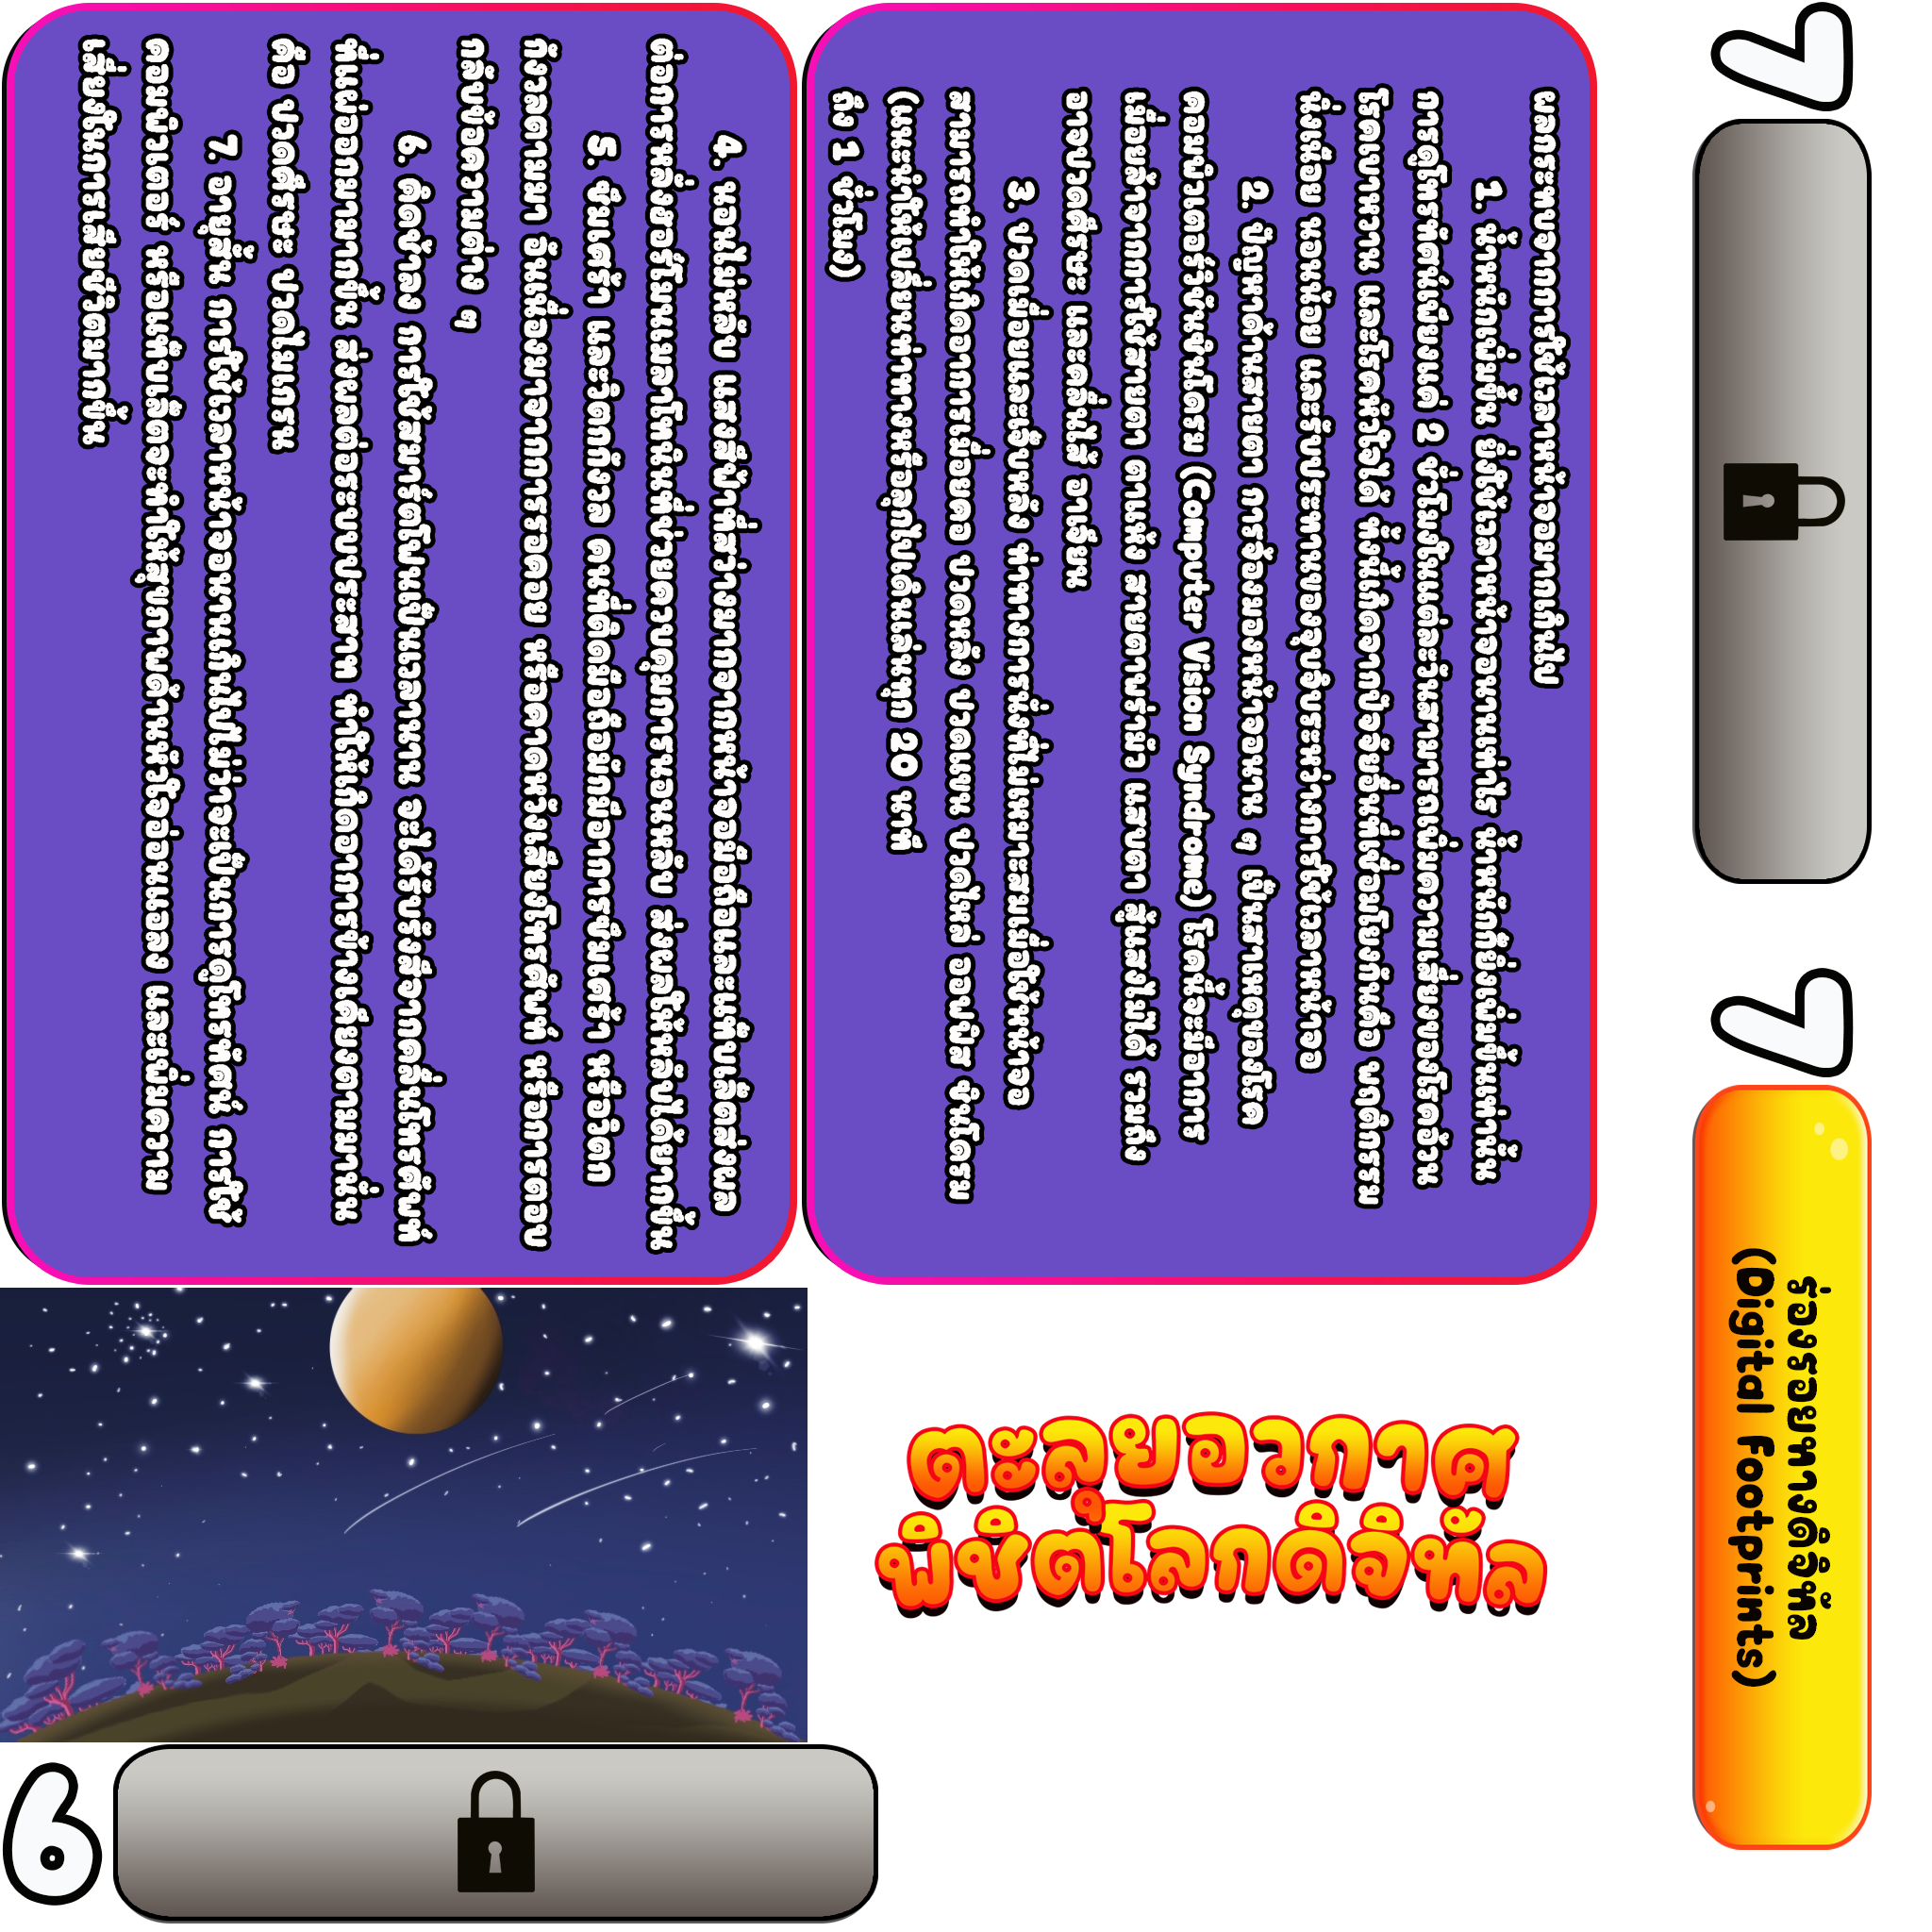 ผลกระทบจากการใช้เวลาหน้าจอมากเกินไป
1. น้ำหนักเพิ่มขึ้น ยิ่งใช้เวลาหน้าจอนานเท่าไร น้ำหนักก็ยิ่งเพิ่มขึ้นเท่านั้น
การดูโทรทัศน์เพียงแค่ 2 ชั่วโมงในแต่ละวันสามารถเพิ่มความเสี่ยงของโรคอ้วน
โรคเบาหวาน และโรคหัวใจได้ ทั้งนี้เกิดจากปัจจัยอื่นที่เชื่อมโยงกันคือ พฤติกรรม
นั่งเฉื่อย นอนน้อย และรับประทานของจุบจิบระหว่างการใช้เวลาหน้าจอ
2. ปัญหาด้านสายตา การจ้องมองหน้าจอนาน ๆ เป็นสาเหตุของโรค
คอมพิวเตอร์วิชันซินโดรม (Computer Vision Syndrome) โรคนี้จะมีอาการ
เมื่อยล้าจากการใช้สายตา ตาแห้ง สายตาพร่ามัว แสบตา สู้แสงไม่ได้ รวมถึง
อาจปวดศีรษะ และคลื่นไส้ อาเจียน
3. ปวดเมื่อยและเจ็บหลัง ท่าทางการนั่งที่ไม่เหมาะสมเมื่อใช้หน้าจอ
สามารถทำให้เกิดอาการเมื่อยคอ ปวดหลัง ปวดแขน ปวดไหล่ ออฟฟิศ ซินโดรม
(แนะนำให้เปลี่ยนท่าทางหรือลุกไปเดินเล่นทุก 20 นาที
ถึง 1 ชั่วโมง)
4. นอนไม่หลับ แสงสีฟ้าที่สว่างมากจากหน้าจอมือถือและแท็บเล็ตส่งผล
ต่อการหลั่งฮอร์โมนเมลาโทนินที่ช่วยควบคุมการนอนหลับ ส่งผลให้หลับได้ยากขึ้น
5. ซึมเศร้า และวิตกกังวล คนที่ติดมือถือมักมีอาการซึมเศร้า หรือวิตก
กังวลตามมา อันเนื่องมาจากการรอคอย หรือคาดหวังเสียงโทรศัพท์ หรือการตอบ
กลับข้อความต่าง ๆ
6. คิดช้าลง การใช้สมาร์ตโฟนเป็นเวลานาน จะได้รับรังสีจากคลื่นโทรศัพท์
ที่แผ่ออกมามากขึ้น ส่งผลต่อระบบประสาท ทำให้เกิดอาการข้างเคียงตามมานั่น
คือ ปวดศีรษะ ปวดไมเกรน
7. อายุสั้น การใช้เวลาหน้าจอนานเกินไปไม่ว่าจะเป็นการดูโทรทัศน์ การใช้
คอมพิวเตอร์ หรือแท็บเล็ตจะทำให้สุขภาพด้านหัวใจอ่อนแอลง และเพิ่มความ
เสี่ยงในการเสียชีวิตมากขึ้น
7
7
ร่องรอยทางดิจิทัล
(Digital Footprints)
ตะลุยอวกาศ
พิชิตโลกดิจิทัล
6